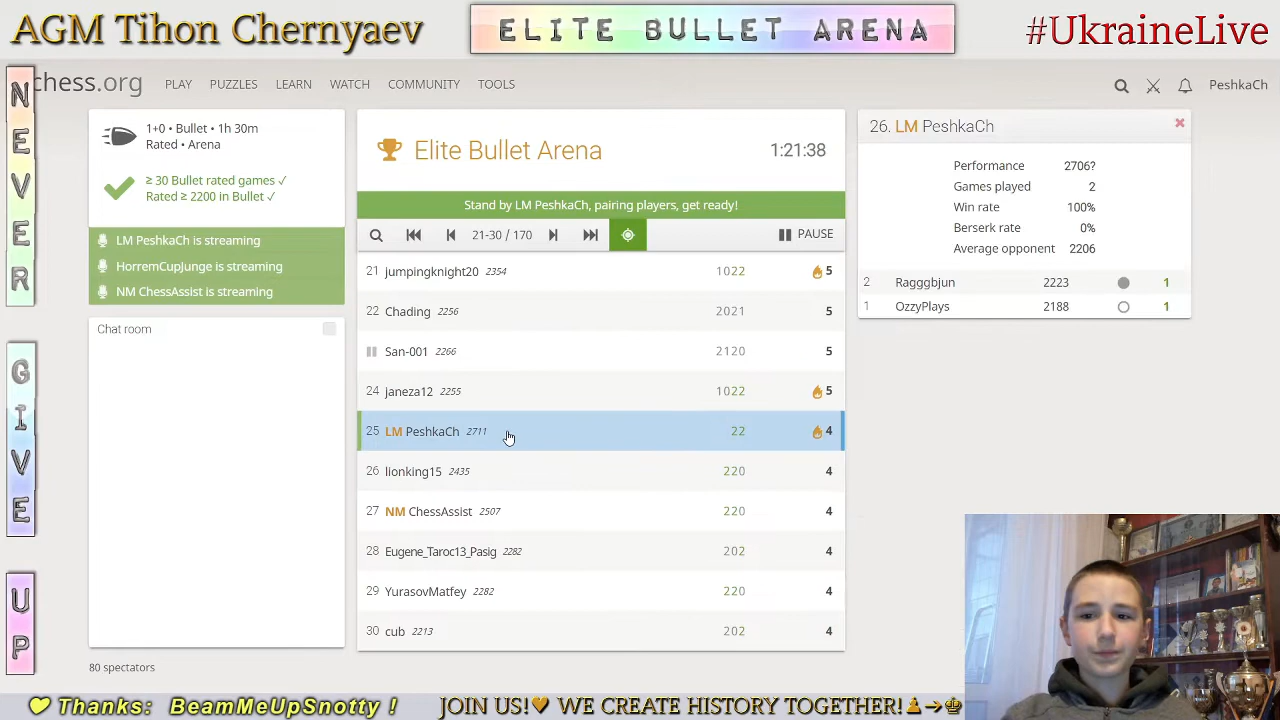 AGM Tihon Chernyaev
ELITE BULLET ARENA
#UkraineLive
NEVER
GIVE
UP
chess.org
PLAY PUZZLES LEARN WATCH COMMUNITY TOOLS
PeshkaCh
1+0 • Bullet • 1h 30m
Rated • Arena
≥ 30 Bullet rated games ✓
Rated ≥ 2200 in Bullet ✓
LM PeshkaCh is streaming
HorremCupJunge is streaming
NM ChessAssist is streaming
Chat room
80 spectators
Elite Bullet Arena 1:21:38
Stand by LM PeshkaCh, pairing players, get ready!
21-30 / 170 PAUSE
21 jumpingknight20 2354 1022 5
22 Chading 2256 2021 5
San-001 2266 2120 5
24 janeza12 2255 1022 5
25 LM PeshkaCh 2711 22 4
26 lionking15 2435 220 4
27 NM ChessAssist 2507 220 4
28 Eugene_Taroc13_Pasig 2282 202 4
29 YurasovMatfey 2282 220 4
30 cub 2213 202 4
26. LM PeshkaCh
Performance 2706?
Games played 2
Win rate 100%
Berserk rate 0%
Average opponent 2206
2 Ragggbjun 2223 1
1 OzzyPlays 2188 1
Thanks: BeamMeUpSnotty !
JOIN US! WE CREATE HISTORY TOGETHER!